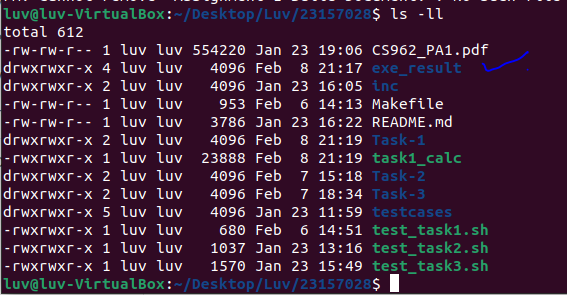 luv@luv-VirtualBox:~/Desktop/Luv/23157028$ ls -ll
total 612
-rw-rw-r-- 1 luv luv 554220 Jan 23 19:06 CS962_PA1.pdf
drwxrwxr-x 4 luv luv   4096 Feb  8 21:17 exe_result
drwxrwxr-x 2 luv luv   4096 Jan 23 16:05 inc
-rw-rw-r-- 1 luv luv    953 Feb  6 14:13 Makefile
-rw-rw-r-- 1 luv luv   3786 Jan 23 16:22 README.md
drwxrwxr-x 2 luv luv   4096 Feb  8 21:19 Task-1
-rwxrwxr-x 1 luv luv  23888 Feb  8 21:19 task1_calc
drwxrwxr-x 2 luv luv   4096 Feb  7 15:18 Task-2
drwxrwxr-x 2 luv luv   4096 Feb  7 18:34 Task-3
drwxrwxr-x 5 luv luv   4096 Jan 23 11:59 testcases
-rwxrwxr-x 1 luv luv    680 Feb  6 14:51 test_task1.sh
-rwxrwxr-x 1 luv luv   1037 Jan 23 13:16 test_task2.sh
-rwxrwxr-x 1 luv luv   1570 Jan 23 15:49 test_task3.sh
luv@luv-VirtualBox:~/Desktop/Luv/23157028$